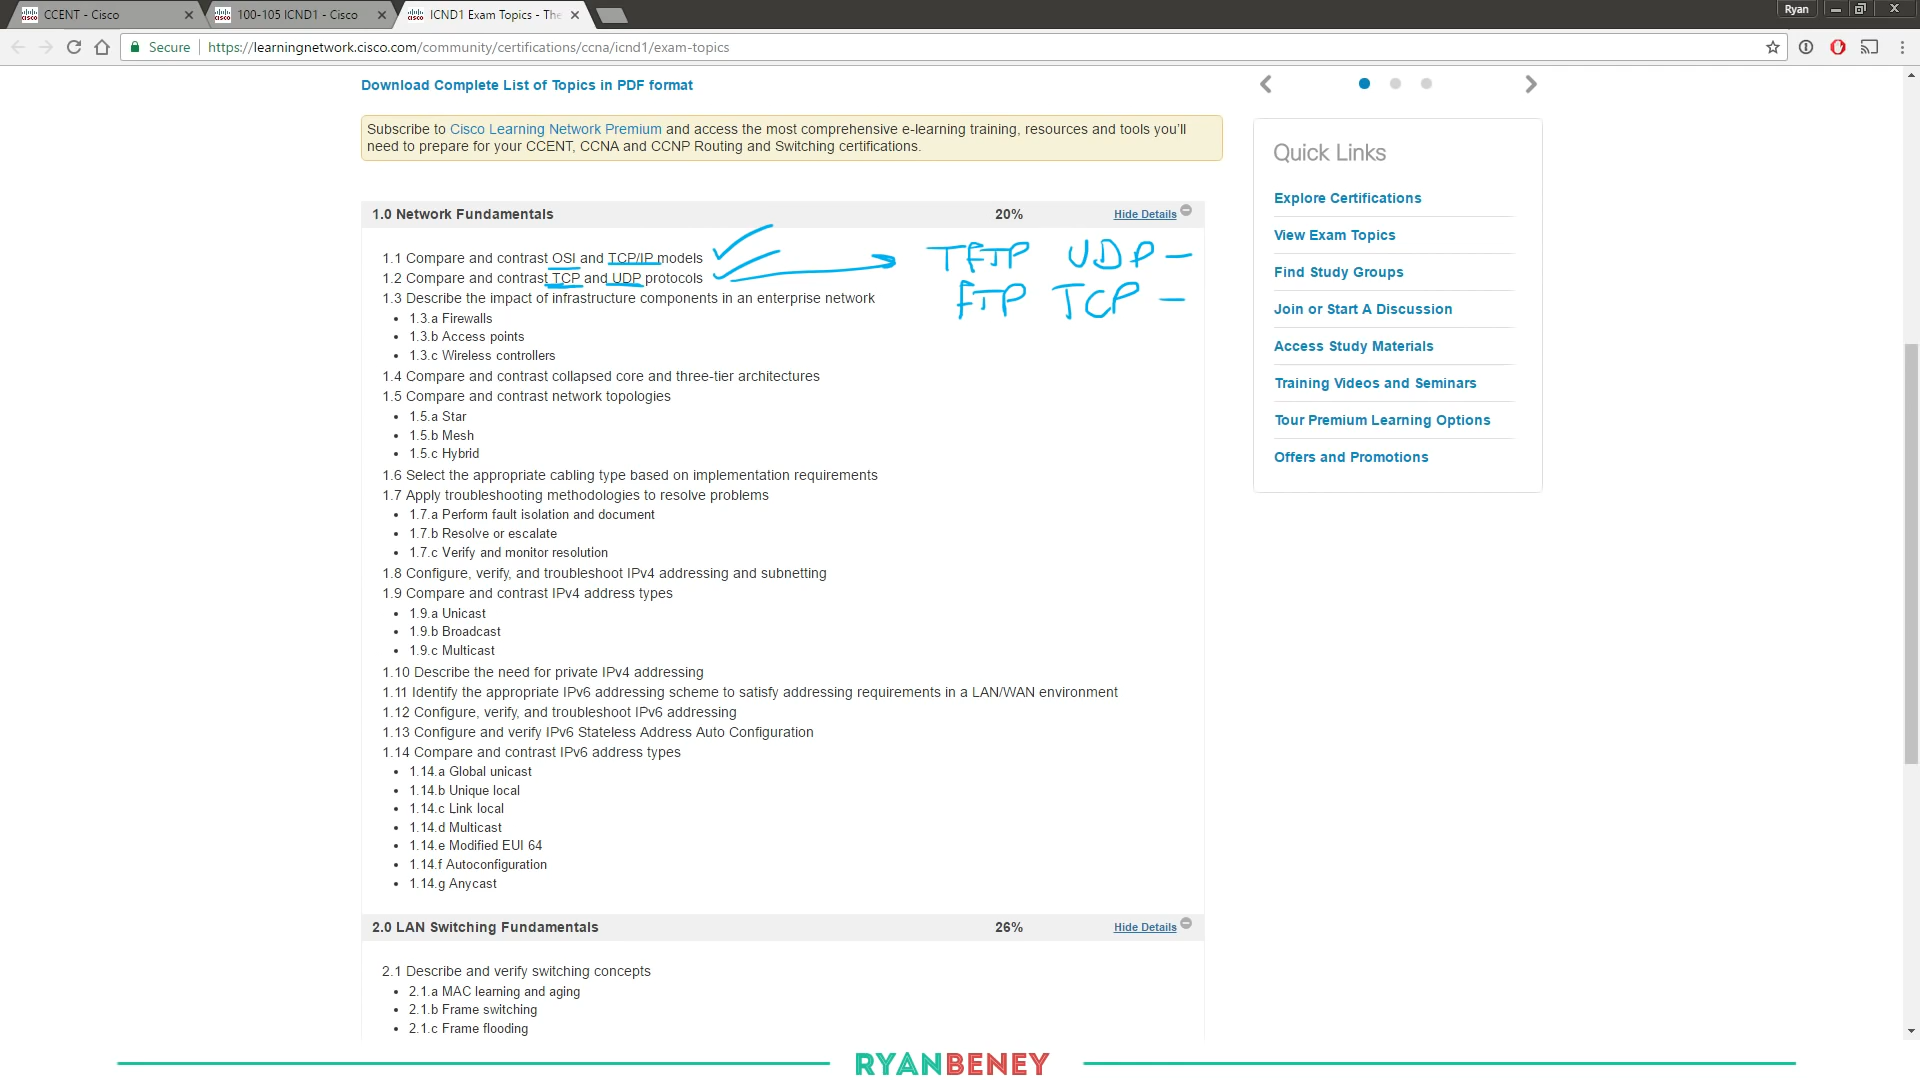 CCENT - Cisco
100-105 ICND1 - Cisco
ICND1 Exam Topics - The
Ryan
Secure
https://learningnetwork.cisco.com/community/certifications/ccna/icnd1/exam-topics
Download Complete List of Topics in PDF format
Subscribe to Cisco Learning Network Premium and access the most comprehensive e-learning training, resources and tools you'll
need to prepare for your CCENT, CCNA and CCNP Routing and Switching certifications.
1.0 Network Fundamentals 20% Hide Details
1.1 Compare and contrast OSI and TCP/IP models
1.2 Compare and contrast TCP and UDP protocols
TFTP UDP –
FTP TCP –
1.3 Describe the impact of infrastructure components in an enterprise network
• 1.3.a Firewalls
• 1.3.b Access points
• 1.3.c Wireless controllers
1.4 Compare and contrast collapsed core and three-tier architectures
1.5 Compare and contrast network topologies
• 1.5.a Star
• 1.5.b Mesh
• 1.5.c Hybrid
1.6 Select the appropriate cabling type based on implementation requirements
1.7 Apply troubleshooting methodologies to resolve problems
• 1.7.a Perform fault isolation and document
• 1.7.b Resolve or escalate
• 1.7.c Verify and monitor resolution
1.8 Configure, verify, and troubleshoot IPv4 addressing and subnetting
1.9 Compare and contrast IPv4 address types
• 1.9.a Unicast
• 1.9.b Broadcast
• 1.9.c Multicast
1.10 Describe the need for private IPv4 addressing
1.11 Identify the appropriate IPv6 addressing scheme to satisfy addressing requirements in a LAN/WAN environment
1.12 Configure, verify, and troubleshoot IPv6 addressing
1.13 Configure and verify IPv6 Stateless Address Auto Configuration
1.14 Compare and contrast IPv6 address types
• 1.14.a Global unicast
• 1.14.b Unique local
• 1.14.c Link local
• 1.14.d Multicast
• 1.14.e Modified EUI 64
• 1.14.f Autoconfiguration
• 1.14.g Anycast
2.0 LAN Switching Fundamentals 26% Hide Details
2.1 Describe and verify switching concepts
• 2.1.a MAC learning and aging
• 2.1.b Frame switching
• 2.1.c Frame flooding
Quick Links
Explore Certifications
View Exam Topics
Find Study Groups
Join or Start A Discussion
Access Study Materials
Training Videos and Seminars
Tour Premium Learning Options
Offers and Promotions
RYANBENEY